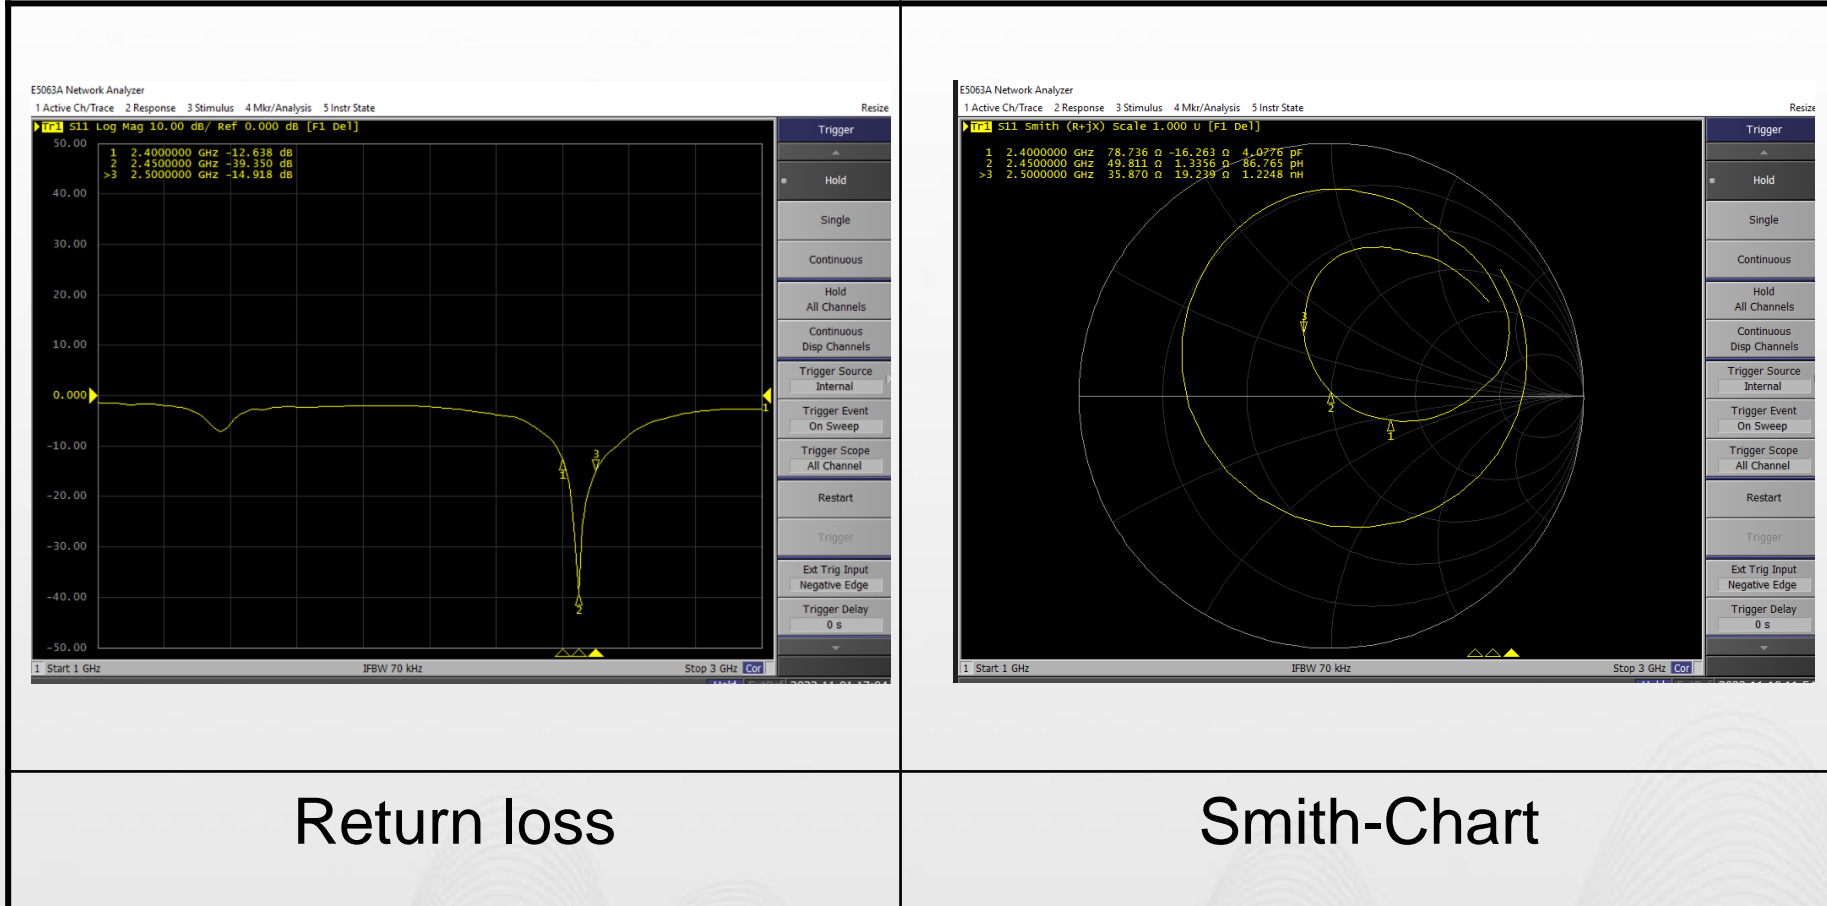 E5063A Network Analyzer
1 Active Ch/Trace 2 Response 3 Stimulus 4 Mkr/Analysis 5 Instr State Resize
Tr1 S11 Log Mag 10.00 dB/ Ref 0.000 dB [F1 Del]
50.00
1 2.4000000 GHz -12.638 dB
2 2.4500000 GHz -39.350 dB
>3 2.5000000 GHz -14.918 dB
40.00
30.00
20.00
10.00
0.000
-10.00
-20.00
-30.00
-40.00
-50.00
1
3
1
2
Trigger
Hold
Single
Continuous
Hold
All Channels
Continuous
Disp Channels
Trigger Source
Internal
Trigger Event
On Sweep
Trigger Scope
All Channel
Restart
Trigger
Ext Trig Input
Negative Edge
Trigger Delay
0 s
1 Start 1 GHz IFBW 70 kHz Stop 3 GHz Cor
E5063A Network Analyzer
1 Active Ch/Trace 2 Response 3 Stimulus 4 Mkr/Analysis 5 Instr State Resize
Tr1 S11 Smith (R+jX) Scale 1.000 U [F1 Del]
1 2.4000000 GHz 78.736 Ω -16.263 Ω 4.0776 pF
2 2.4500000 GHz 49.811 Ω 1.3356 Ω 86.765 pH
>3 2.5000000 GHz 35.870 Ω 19.239 Ω 1.2248 nH
3
2
1
Trigger
Hold
Single
Continuous
Hold
All Channels
Continuous
Disp Channels
Trigger Source
Internal
Trigger Event
On Sweep
Trigger Scope
All Channel
Restart
Trigger
Ext Trig Input
Negative Edge
Trigger Delay
0 s
1 Start 1 GHz IFBW 70 kHz Stop 3 GHz Cor
Return loss
Smith-Chart